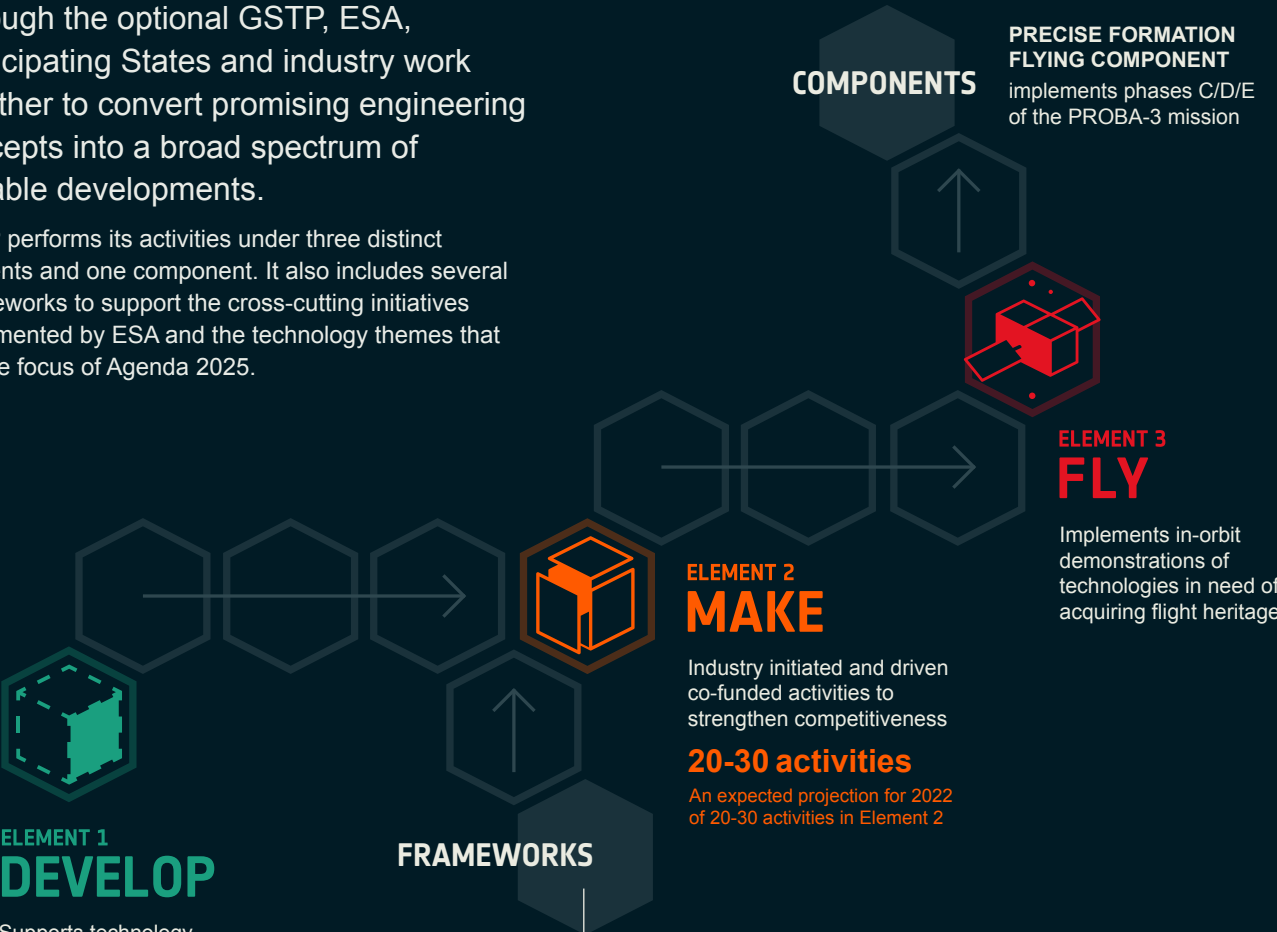 ough the optional GSTP, ESA,
cipating States and industry work
ther to convert promising engineering
cepts into a broad spectrum of
able developments.
performs its activities under three distinct
ents and one component. It also includes several
eworks to support the cross-cutting initiatives
mented by ESA and the technology themes that
e focus of Agenda 2025.
COMPONENTS
PRECISE FORMATION
FLYING COMPONENT
implements phases C/D/E
of the PROBA-3 mission
ELEMENT 3
FLY
Implements in-orbit
demonstrations of
technologies in need of
acquiring flight heritage
ELEMENT 2
MAKE
Industry initiated and driven
co-funded activities to
strengthen competitiveness
20-30 activities
An expected projection for 2022
of 20-30 activities in Element 2
FRAMEWORKS
ELEMENT 1
DEVELOP
Supports technology